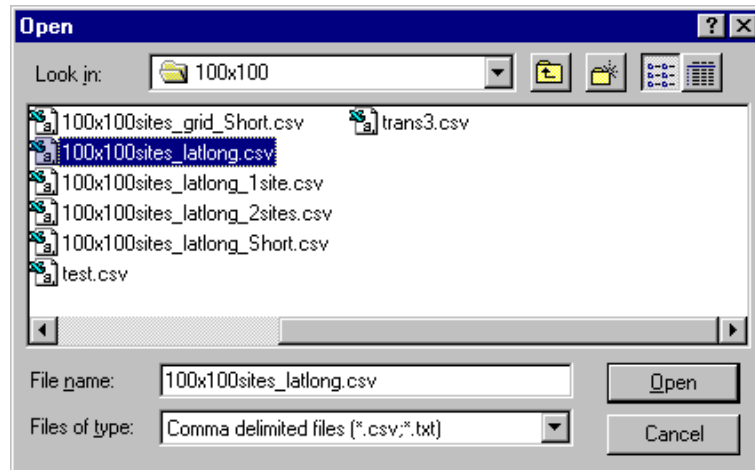 Open
Look in: 100x100
100x100sites_grid_Short.csv trans3.csv
100x100sites_latlong.csv
100x100sites_latlong_1site.csv
100x100sites_latlong_2sites.csv
100x100sites_latlong_Short.csv
test.csv
File name: 100x100sites_latlong.csv Open
Files of type: Comma delimited files (*.csv;*.txt) Cancel